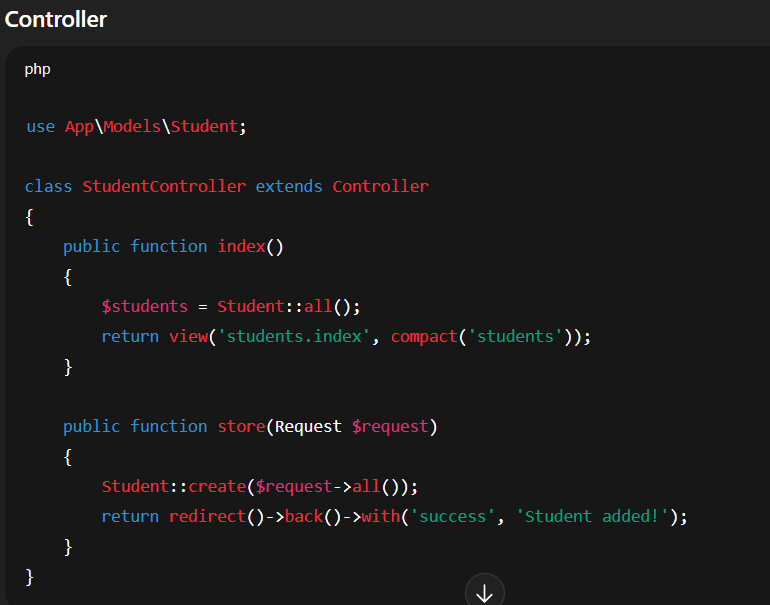 Controller
php
use App\Models\Student;
class StudentController extends Controller
{
    public function index()
    {
        $students = Student::all();
        return view('students.index', compact('students'));
    }
    public function store(Request $request)
    {
        Student::create($request->all());
        return redirect()->back()->with('success', 'Student added!');
    }
}